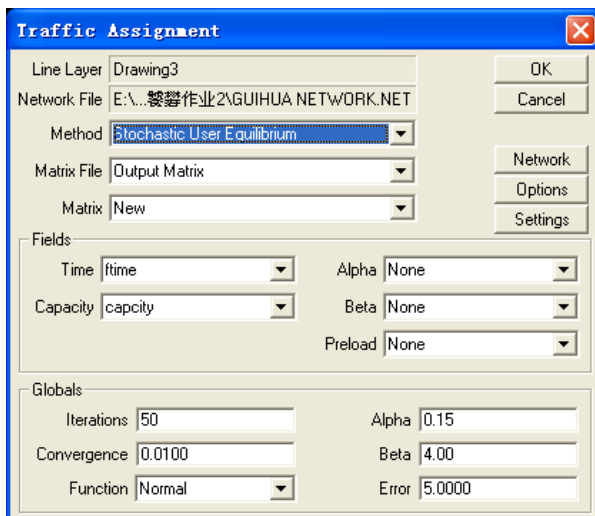 Traffic Assignment
Line Layer Drawing3 OK
Network File E:\...婴攀作业2\GUIHUA NETWORK.NET Cancel
Method Stochastic User Equilibrium
Matrix File Output Matrix Network
Options
Matrix New Settings
Fields
Time ftime Alpha None
Capacity capcity Beta None
Preload None
Globals
Iterations 50 Alpha 0.15
Convergence 0.0100 Beta 4.00
Function Normal Error 5.0000